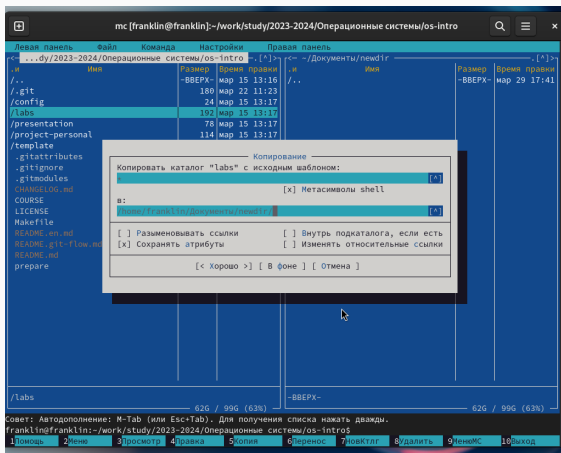 mc [franklin@franklin]:~/work/study/2023-2024/Операционные системы/os-intro
Левая панель Файл Команда Настройки Правая панель
<— ...dy/2023-2024/Операционные системы/os-intro —.[^]>
.и Имя Размер Время правки
/.. -ВВЕРХ- мар 15 13:16
/.git 180 мар 22 11:23
/config 24 мар 15 13:17
/labs 192 мар 15 13:17
/presentation 78 мар 15 13:17
/project-personal 114 мар 15 13:17
/template
.gitattributes
.gitignore
.gitmodules
CHANGELOG.md
COURSE
LICENSE
Makefile
README.en.md
README.git-flow.md
README.md
prepare
/labs
62G / 99G (63%)
<— ~/Документы/newdir —.[^]>
.и Имя Размер Время правки
/.. -ВВЕРХ- мар 29 17:41
-ВВЕРХ-
62G / 99G (63%)
Копирование
Копировать каталог "labs" с исходным шаблоном:
* [^]
[x] Метасимволы shell
в:
/home/franklin/Документы/newdir/ [^]
[ ] Разыменовывать ссылки [ ] Внутрь подкаталога, если есть
[x] Сохранять атрибуты [ ] Изменять относительные ссылки
[< Хорошо >] [ В фоне ] [ Отмена ]
Совет: Автодополнение: M-Tab (или Esc+Tab). Для получения списка нажать дважды.
franklin@franklin:~/work/study/2023-2024/Операционные системы/os-intro$
1Помощь 2Меню 3Просмотр 4Правка 5Копия 6Перенос 7НовКтлг 8Удалить 9МенюMC 10Выход